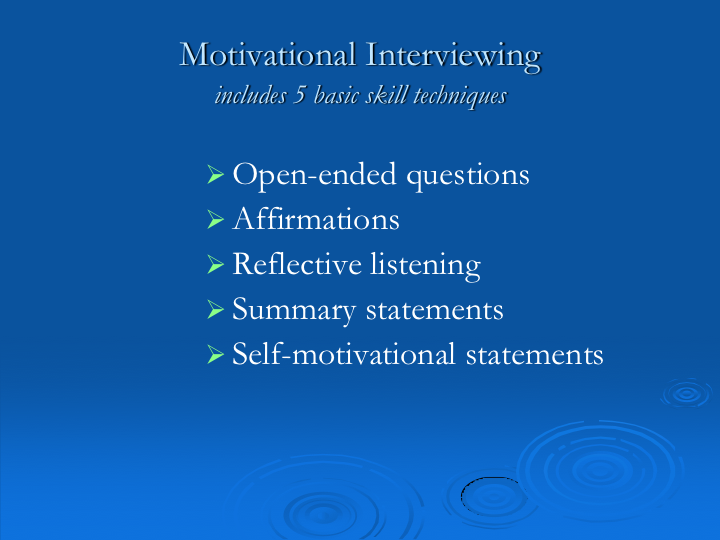 Motivational Interviewing
includes 5 basic skill techniques
Open-ended questions
Affirmations
Reflective listening
Summary statements
Self-motivational statements